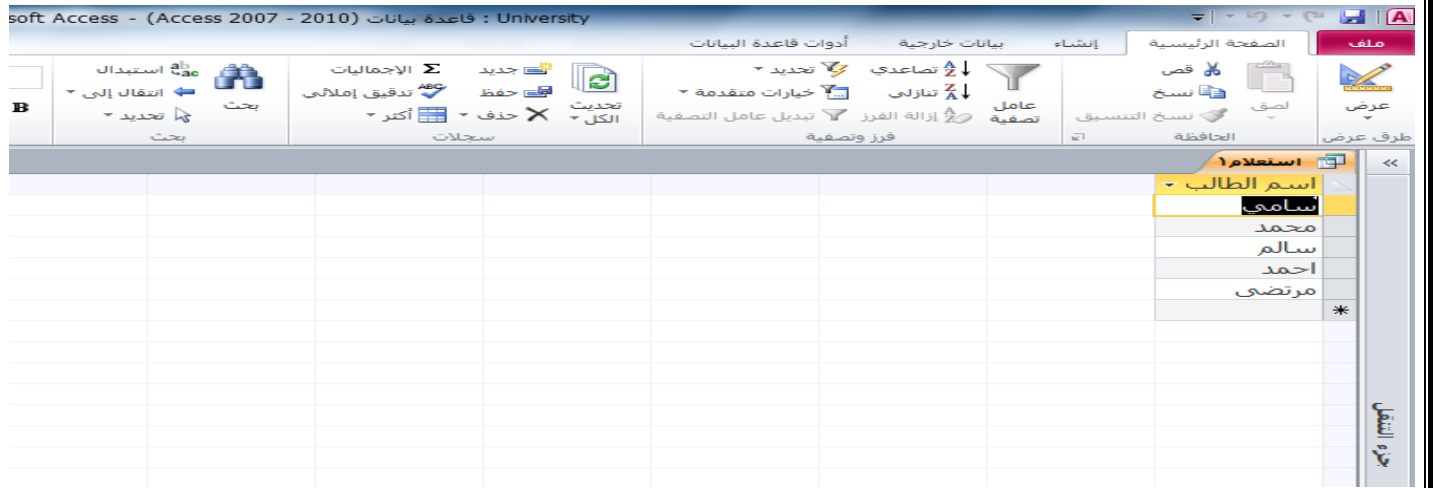 University : قاعدة بيانات (Access 2007 - 2010) - soft Access
ملف الصفحة الرئيسية إنشاء بيانات خارجية أدوات قاعدة البيانات
عرض
طرق عرض
لصق
قص
نسخ
نسخ التنسيق
الحافظة
عامل تصفية
تصاعدي
تنازلي
إزالة الفرز
تحديد
خيارات متقدمة
تبديل عامل التصفية
فرز وتصفية
تحديث الكل
جديد
حفظ
حذف
الإجماليات
تدقيق إملائي
أكثر
سجلات
بحث
استبدال
انتقال إلى
تحديد
بحث
B
استعلام١
اسم الطالب
سامي
محمد
سالم
احمد
مرتضى
جزء التنقل